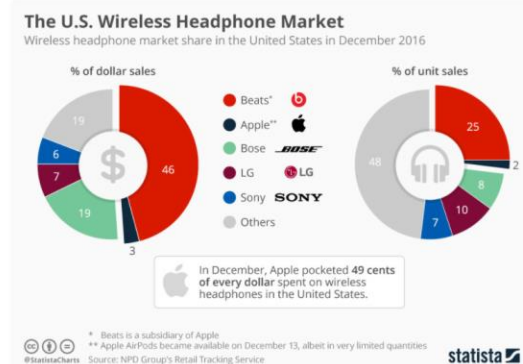 The U.S. Wireless Headphone Market
Wireless headphone market share in the United States in December 2016
% of dollar sales
% of unit sales
19
6
7
19
3
46
Beats*
Apple**
Bose BOSE
LG LG
Sony SONY
Others
48
25
2
8
10
7
In December, Apple pocketed 49 cents
of every dollar spent on wireless
headphones in the United States.
* Beats is a subsidiary of Apple
** Apple AirPods became available on December 13, albeit in very limited quantities
@StatistaCharts Source: NPD Group's Retail Tracking Service
statista